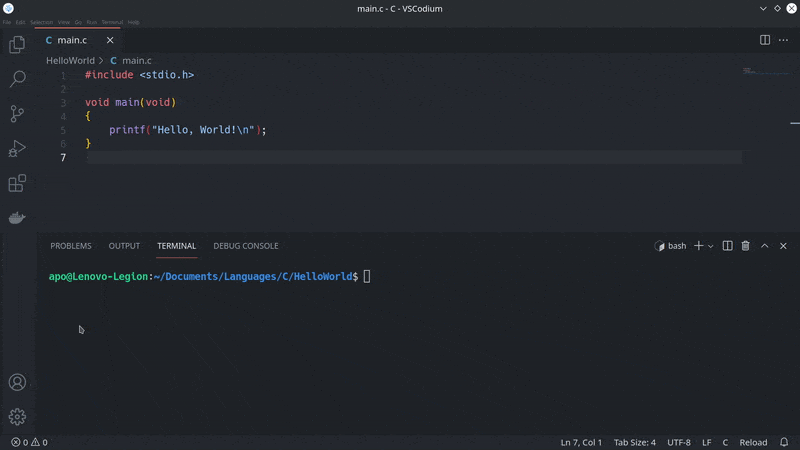 main.c - C - VSCodium
File Edit Selection View Go Run Terminal Help
C main.c
HelloWorld > C main.c
1 #include <stdio.h>
2
3 void main(void)
4 {
5 printf("Hello, World!\n");
6 }
7
PROBLEMS OUTPUT TERMINAL DEBUG CONSOLE bash
apo@Lenovo-Legion:~/Documents/Languages/C/HelloWorld$
0 0 Ln 7, Col 1 Tab Size: 4 UTF-8 LF C Reload